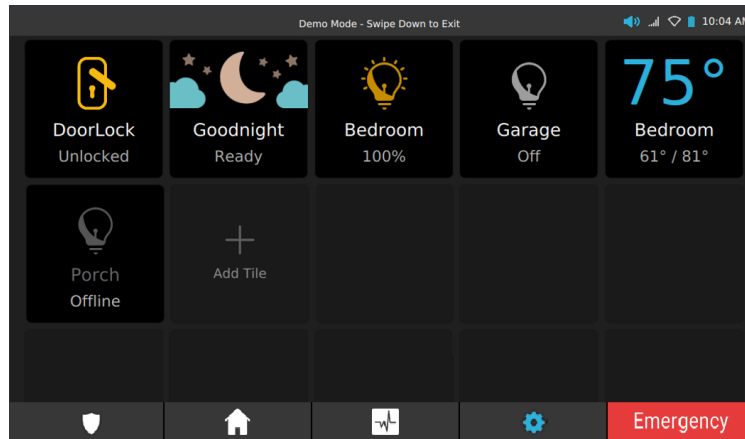 Demo Mode - Swipe Down to Exit
10:04 AM
DoorLock
Unlocked
Goodnight
Ready
Bedroom
100%
Garage
Off
75°
Bedroom
61° / 81°
Porch
Offline
Add Tile
Emergency